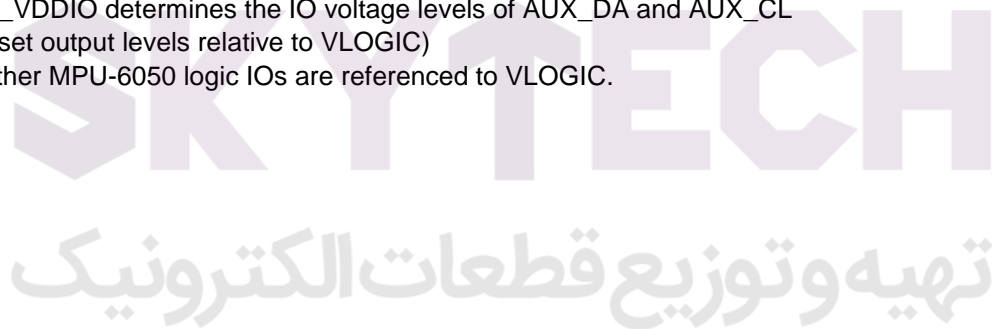 _VDDIO determines the IO voltage levels of AUX_DA and AUX_CL
set output levels relative to VLOGIC)
ther MPU-6050 logic IOs are referenced to VLOGIC.
SKYTECH
تهیه و توزیع قطعات الکترونیک